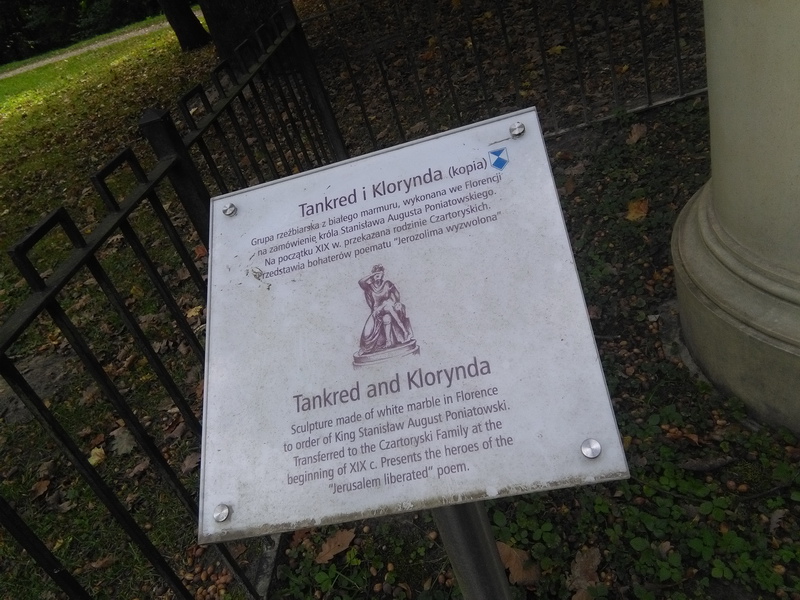 Tankred i Klorynda (kopia)
Grupa rzeźbiarska z białego marmuru, wykonana we Florencji
na zamówienię króla Stanisława Augusta Poniatowskiego.
Na początku XIX w. przekazana rodzinie Czartoryskich.
Przedstawia bohaterów poematu "Jerozolima wyzwolona"
Tankred and Klorynda
Sculpture made of white marble in Florence
to order of King Stanisław August Poniatowski.
Transferred to the Czartoryski Family at the
beginning of XIX c. Presents the heroes of the
"Jerusalem liberated" poem.